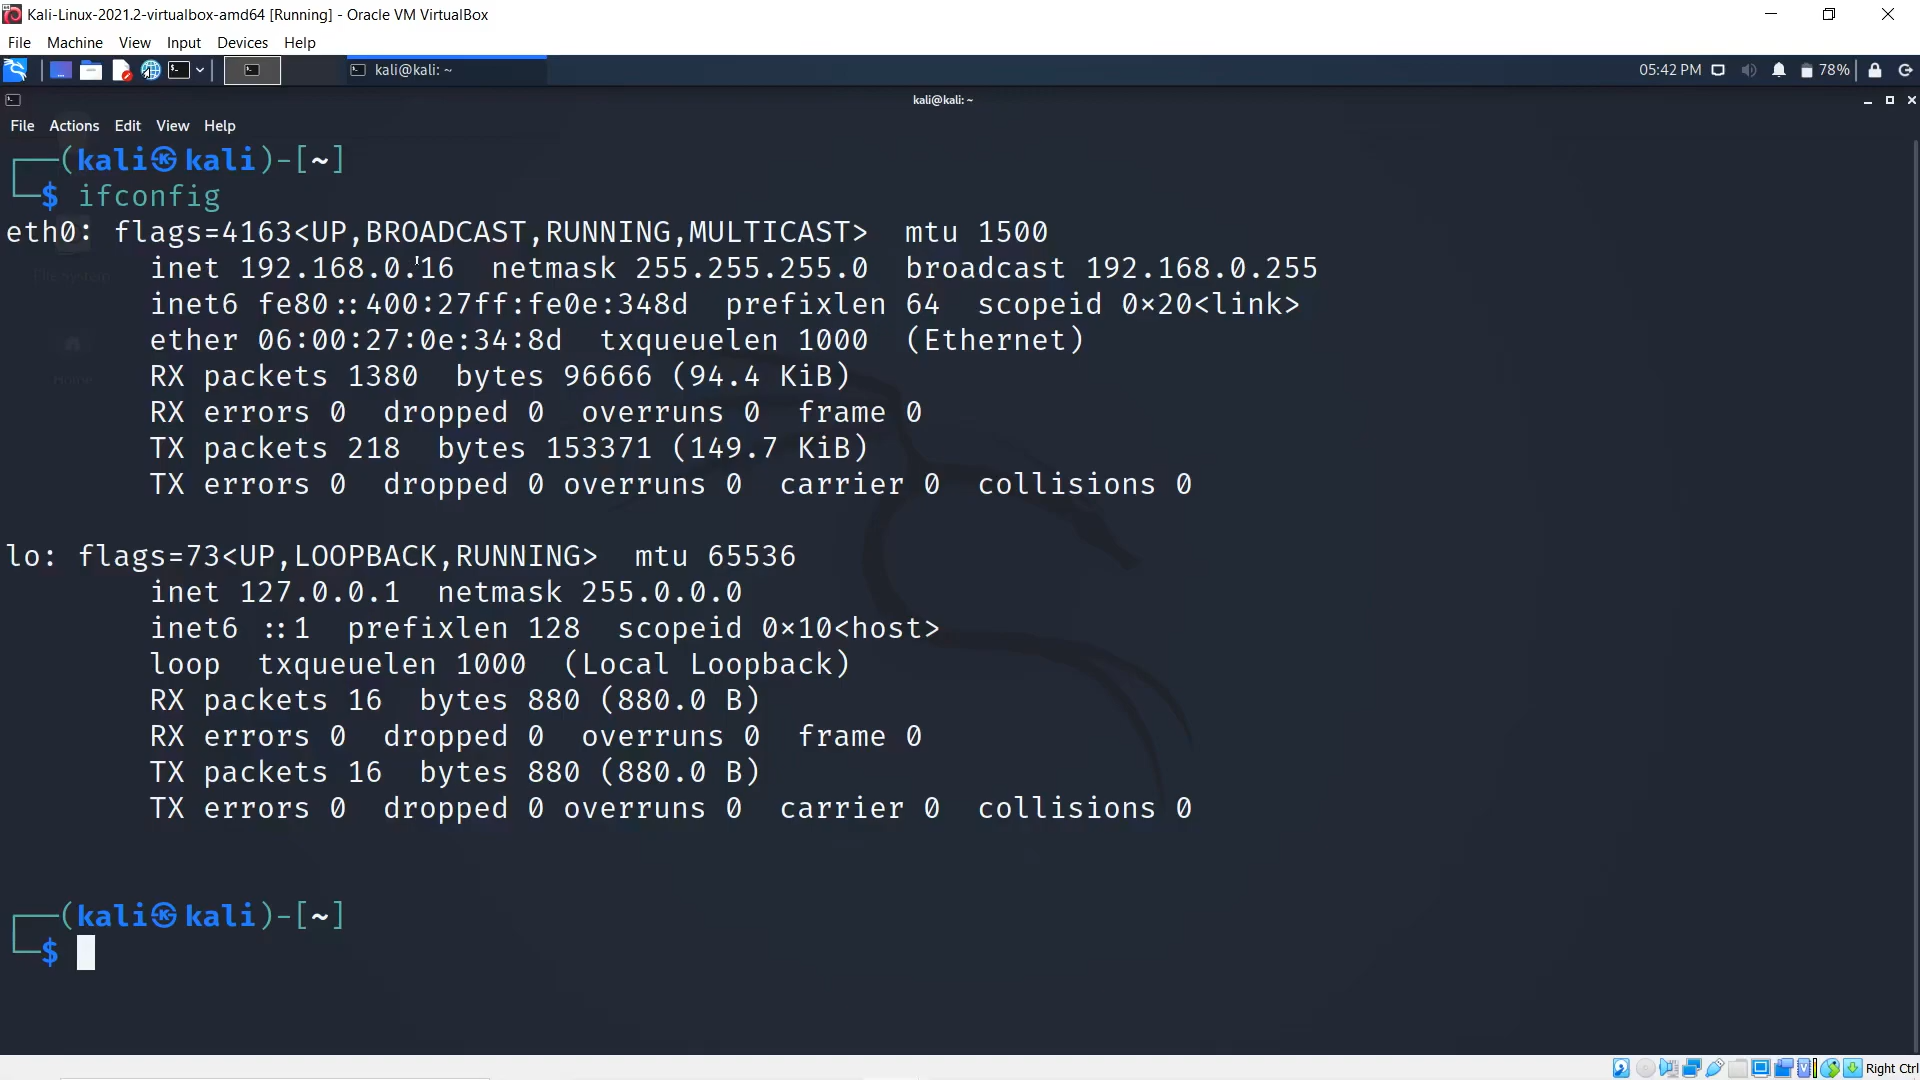 Kali-Linux-2021.2-virtualbox-amd64 [Running] - Oracle VM VirtualBox
File Machine View Input Devices Help
kali@kali: ~
05:42 PM
78%
kali@kali: ~
File Actions Edit View Help
(kali㉿kali)-[~]
$ ifconfig
eth0: flags=4163<UP,BROADCAST,RUNNING,MULTICAST>  mtu 1500
inet 192.168.0.16  netmask 255.255.255.0  broadcast 192.168.0.255
inet6 fe80::400:27ff:fe0e:348d  prefixlen 64  scopeid 0×20<link>
ether 06:00:27:0e:34:8d  txqueuelen 1000  (Ethernet)
RX packets 1380  bytes 96666 (94.4 KiB)
RX errors 0  dropped 0  overruns 0  frame 0
TX packets 218  bytes 153371 (149.7 KiB)
TX errors 0  dropped 0 overruns 0  carrier 0  collisions 0
lo: flags=73<UP,LOOPBACK,RUNNING>  mtu 65536
inet 127.0.0.1  netmask 255.0.0.0
inet6 ::1  prefixlen 128  scopeid 0×10<host>
loop  txqueuelen 1000  (Local Loopback)
RX packets 16  bytes 880 (880.0 B)
RX errors 0  dropped 0  overruns 0  frame 0
TX packets 16  bytes 880 (880.0 B)
TX errors 0  dropped 0 overruns 0  carrier 0  collisions 0
(kali㉿kali)-[~]
$
File System
Home
Right Ctrl